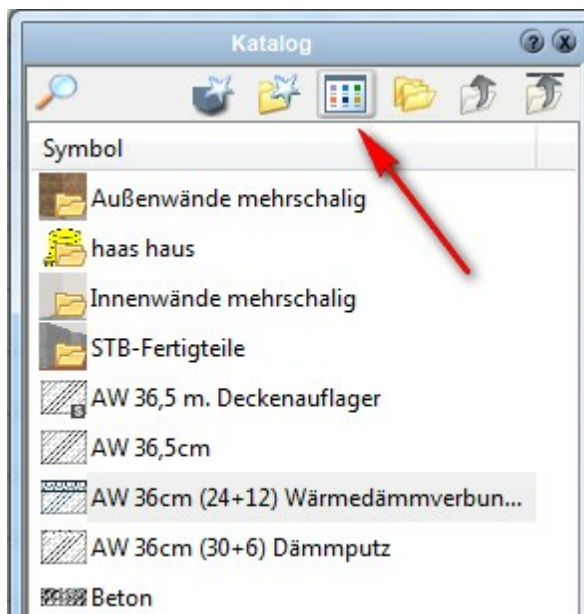 Katalog
Symbol
Außenwände mehrschalig
haas haus
Innenwände mehrschalig
STB-Fertigteile
AW 36,5 m. Deckenauflager
AW 36,5cm
AW 36cm (24+12) Wärmedämmverbun...
AW 36cm (30+6) Dämmputz
Beton